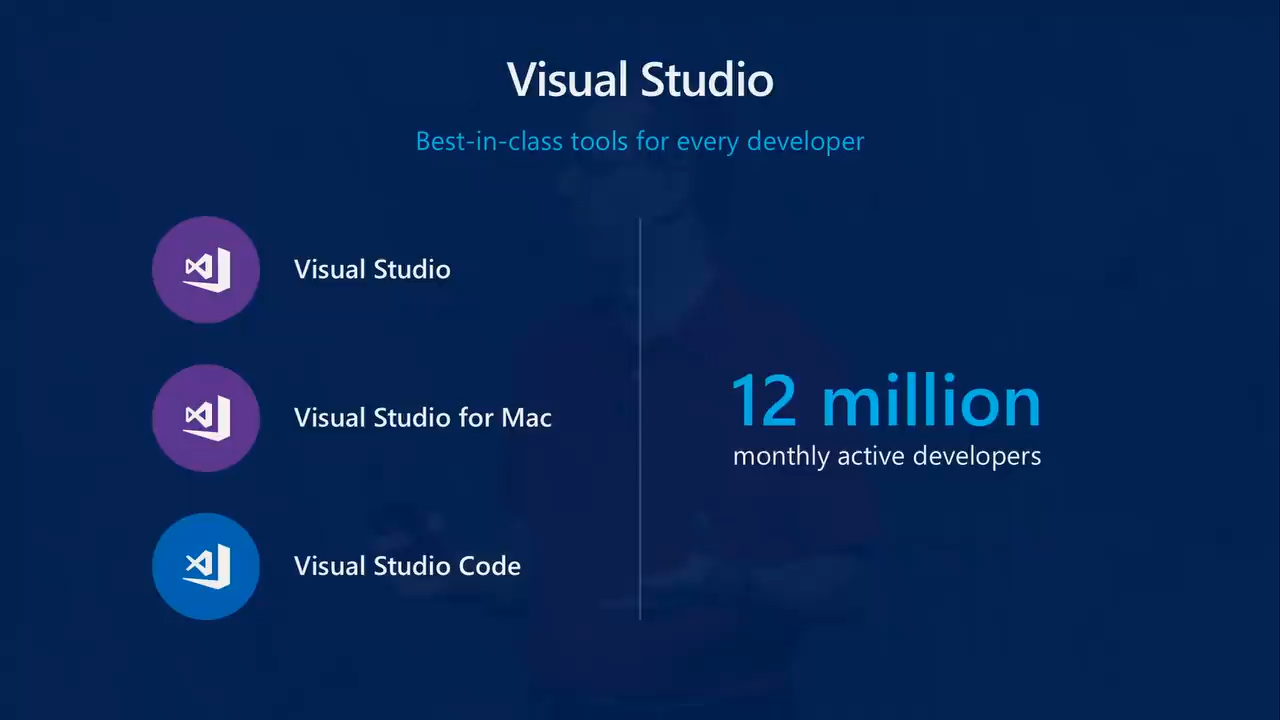 Visual Studio
Best-in-class tools for every developer
Visual Studio
Visual Studio for Mac
Visual Studio Code
12 million
monthly active developers